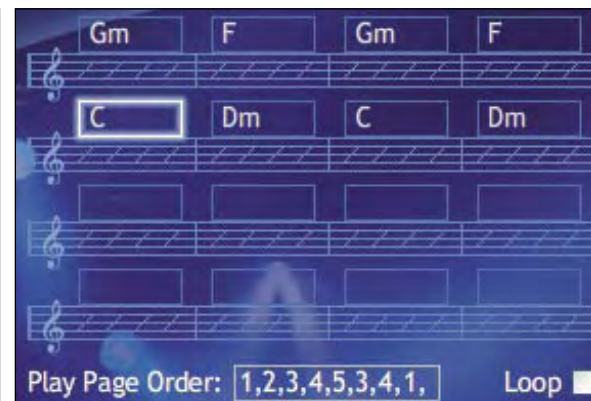 Gm F Gm F
C Dm C Dm
Play Page Order: 1,2,3,4,5,3,4,1, Loop